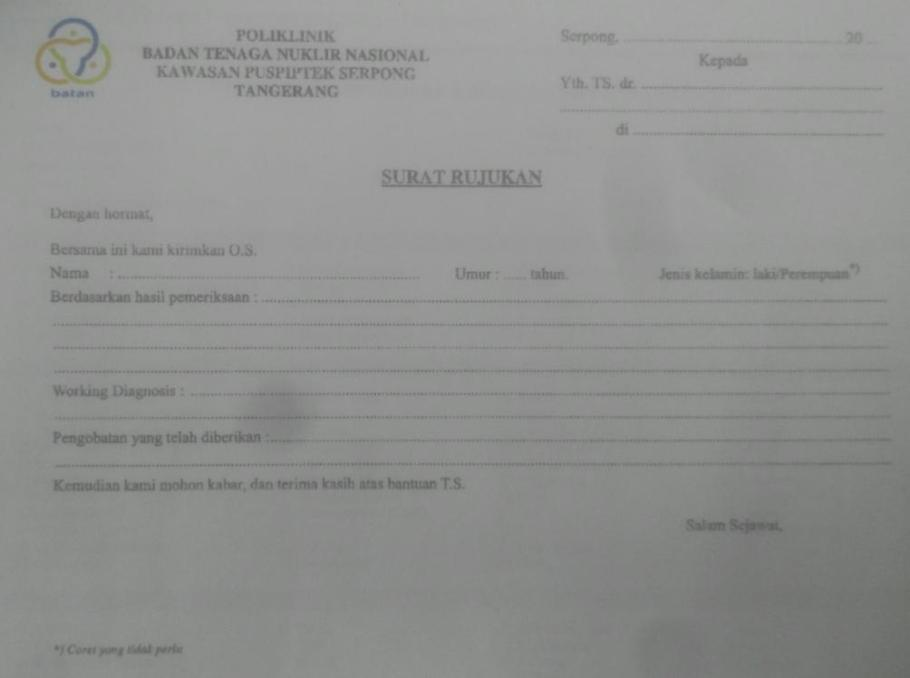 batan
POLIKLINIK
BADAN TENAGA NUKLIR NASIONAL
KAWASAN PUSPIPTEK SERPONG
TANGERANG
Serpong, ........................ 20 ...
Kepada
Yth. TS. dr. ........................
........................
di ........................
SURAT RUJUKAN
Dengan hormat,
Bersama ini kami kirimkan O.S.
Nama : ........................ Umur : ...... tahun. Jenis kelamin: laki/Perempuan*)
Berdasarkan hasil pemeriksaan : ........................
........................
........................
........................
Working Diagnosis : ........................
........................
Pengobatan yang telah diberikan :........................
........................
Kemudian kami mohon kabar, dan terima kasih atas bantuan T.S.
Salam Sejawat,
*) Coret yang tidak perlu